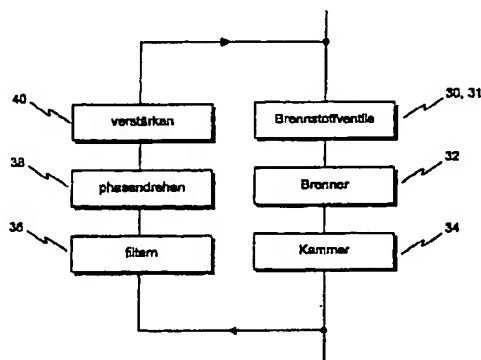 40
verstärken
Brennstoffventile
30, 31
38
phasendrehen
Brenner
32
36
filtern
Kammer
34